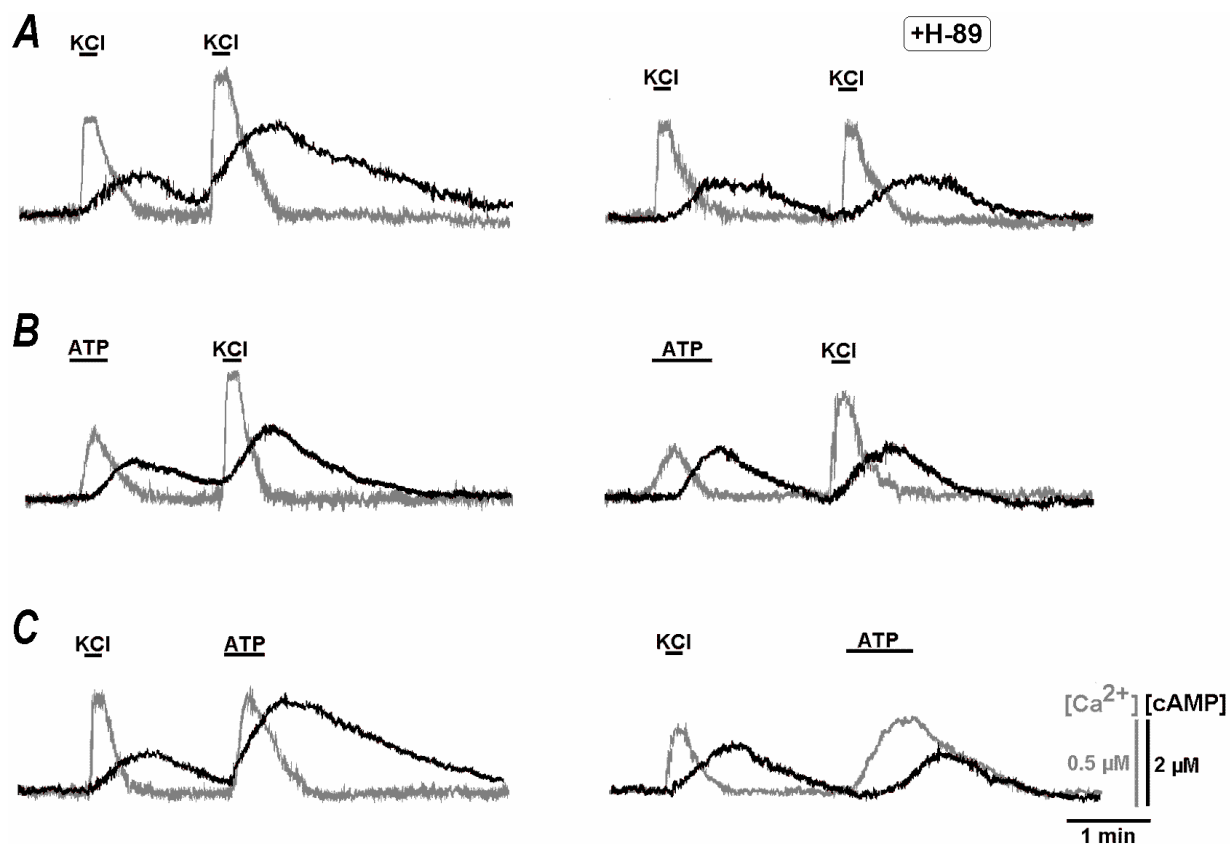 A
KCl KCl
+H-89
KCl KCl
B
ATP KCl
ATP KCl
C
KCl ATP
KCl ATP
[Ca2+] [cAMP]
0.5 µM 2 µM
1 min